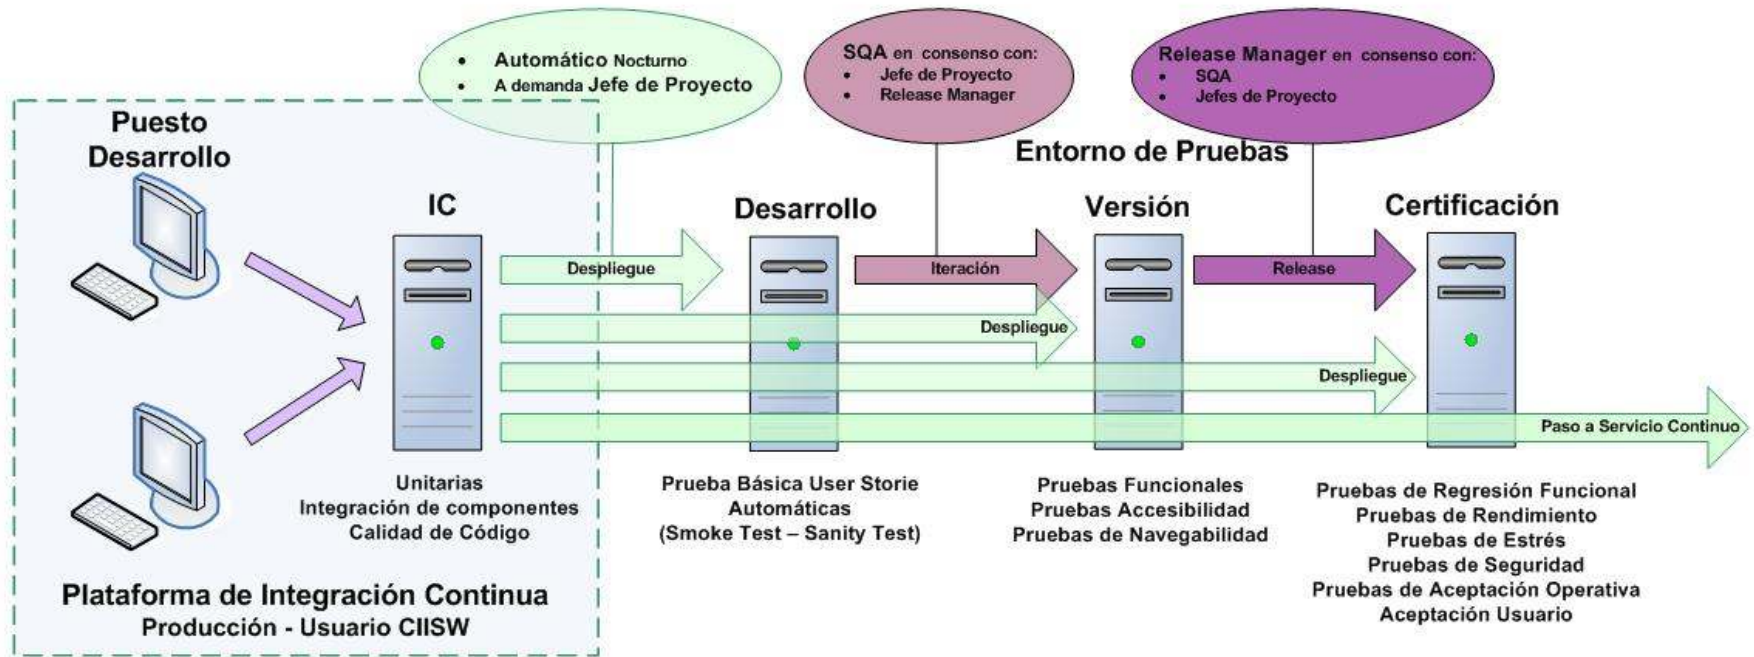 • Automático Nocturno
• A demanda Jefe de Proyecto
SQA en consenso con:
• Jefe de Proyecto
• Release Manager
Release Manager en consenso con:
• SQA
• Jefes de Proyecto
Puesto
Desarrollo
Entorno de Pruebas
IC
Desarrollo
Versión
Certificación
Despliegue
Iteración
Release
Despliegue
Despliegue
Paso a Servicio Continuo
Unitarias
Integración de componentes
Calidad de Código
Prueba Básica User Storie
Automáticas
(Smoke Test – Sanity Test)
Pruebas Funcionales
Pruebas Accesibilidad
Pruebas de Navegabilidad
Pruebas de Regresión Funcional
Pruebas de Rendimiento
Pruebas de Estrés
Pruebas de Seguridad
Pruebas de Aceptación Operativa
Aceptación Usuario
Plataforma de Integración Continua
Producción - Usuario CIISW